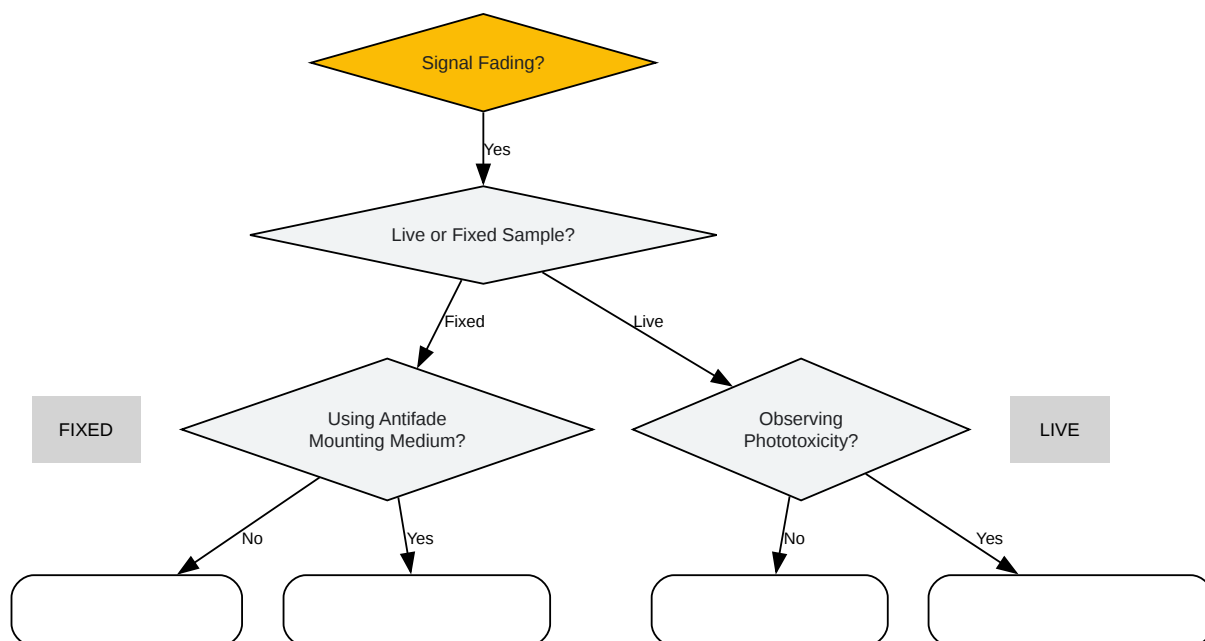 Signal Fading?
Yes
Live or Fixed Sample?
Fixed
Live
FIXED
Using Antifade
Mounting Medium?
Observing
Phototoxicity?
LIVE
No
Yes
No
Yes